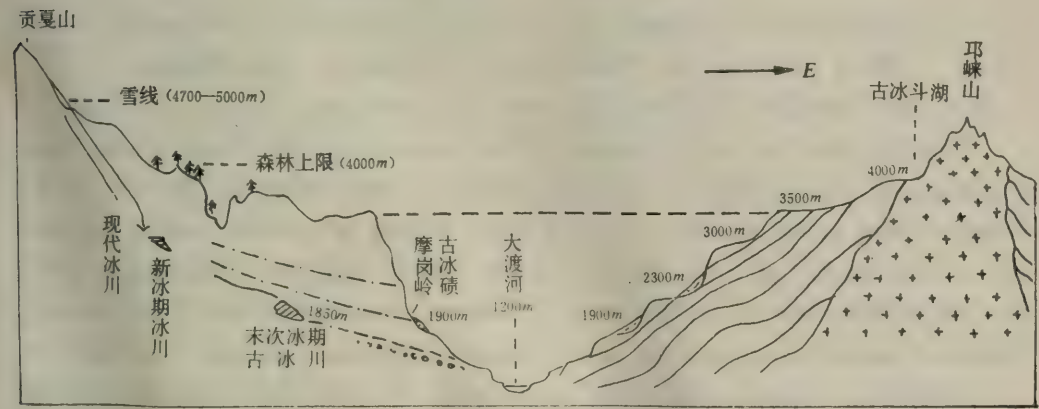 贡戛山
雪线 (4700—5000m)
森林上限 (4000m)
现代冰川
新冰期冰川
末次冰期
古冰川
1850m
摩岗岭
古冰碛
1900m
大渡河
1200m
E
古冰斗湖
邛崃山
4000m
3500m
3000m
2300m
1900m